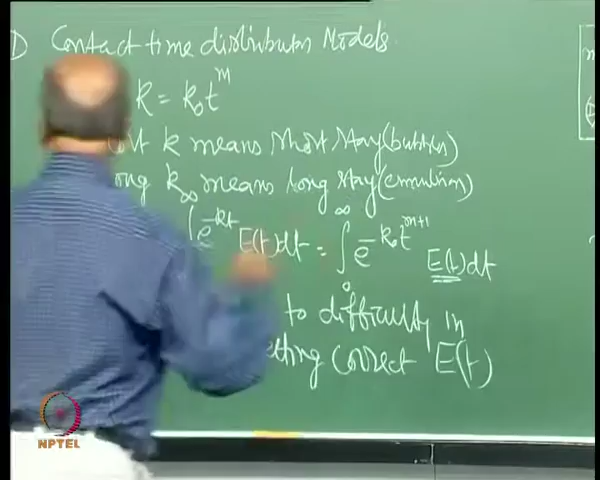 D Contact time distribution Models.
k = k₀ t^m
k means short stay (bubbles)
k means long stay (emulsion)
∫ e^{-kt} E(t) dt = ∫₀^∞ e^{-k₀ t^{m+1}} E(t) dt
to difficulty in
correct E(t)
NPTEL